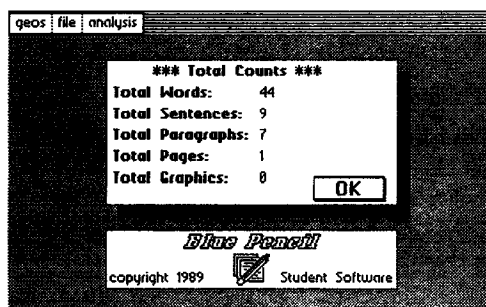 geos file analysis
*** Total Counts ***
Total Words: 44
Total Sentences: 9
Total Paragraphs: 7
Total Pages: 1
Total Graphics: 0
OK
Blue Pencil
copyright 1989 Student Software